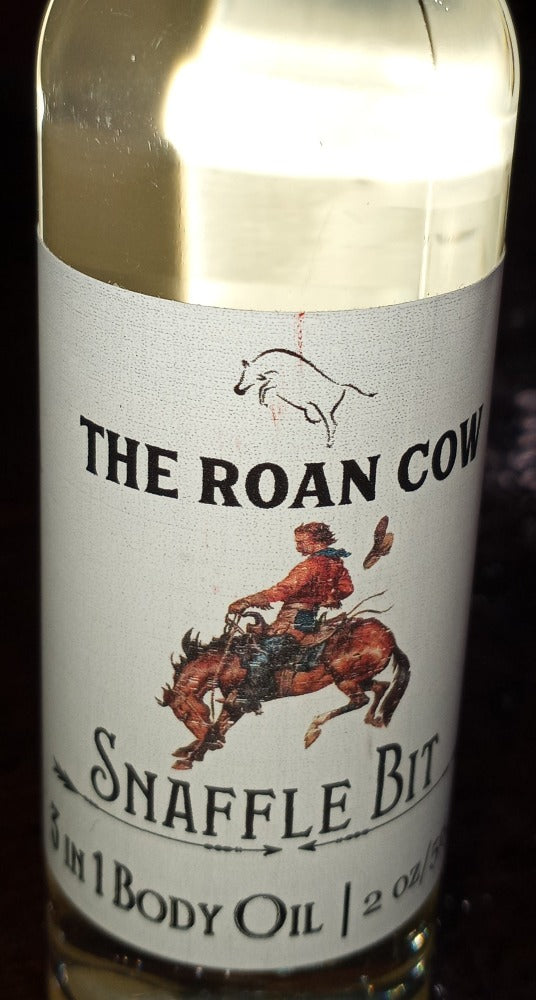 THE ROAN COW
SNAFFLE BIT
3 IN 1 BODY OIL | 2 OZ/